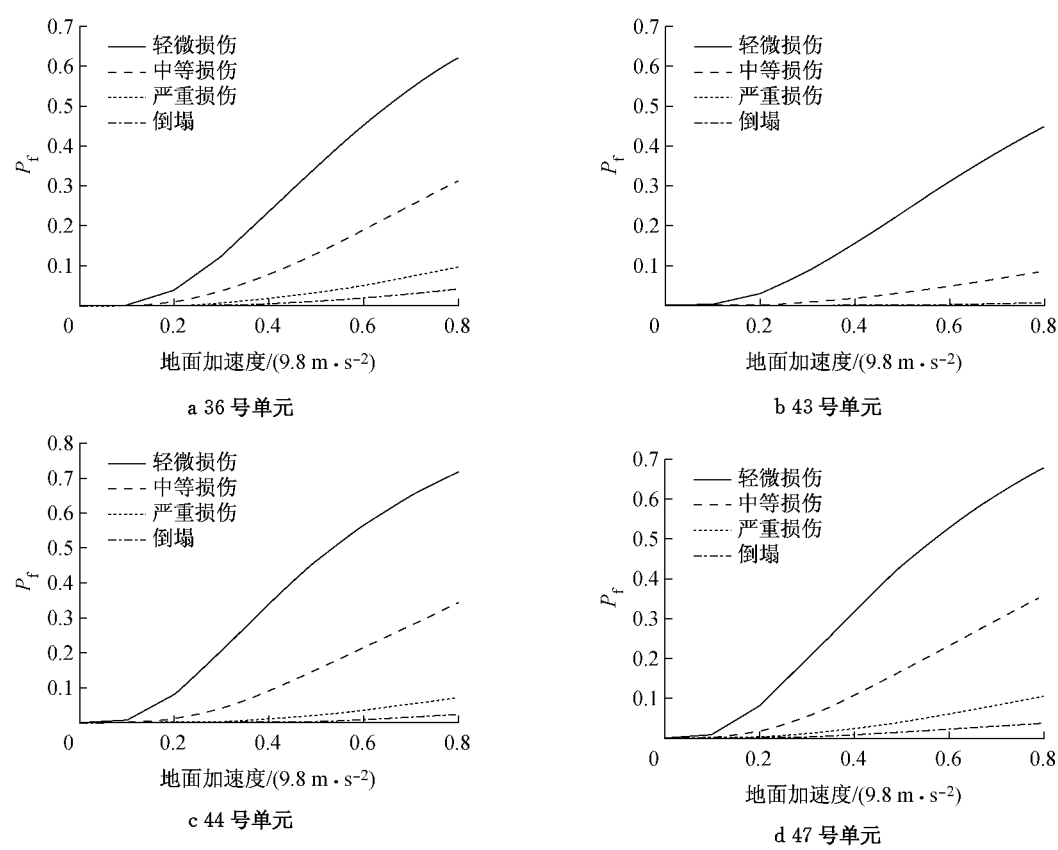 0.7
0.6
0.5
0.4
0.3
0.2
0.1
P_f
轻微损伤
中等损伤
严重损伤
倒塌
0 0.2 0.4 0.6 0.8
地面加速度/(9.8 m·s⁻²)
a 36 号单元
0.7
0.6
0.5
0.4
0.3
0.2
0.1
P_f
轻微损伤
中等损伤
严重损伤
倒塌
0 0.2 0.4 0.6 0.8
地面加速度/(9.8 m·s⁻²)
b 43 号单元
0.8
0.7
0.6
0.5
0.4
0.3
0.2
0.1
P_f
轻微损伤
中等损伤
严重损伤
倒塌
0 0.2 0.4 0.6 0.8
地面加速度/(9.8 m·s⁻²)
c 44 号单元
0.7
0.6
0.5
0.4
0.3
0.2
0.1
P_f
轻微损伤
中等损伤
严重损伤
倒塌
0 0.2 0.4 0.6 0.8
地面加速度/(9.8 m·s⁻²)
d 47 号单元